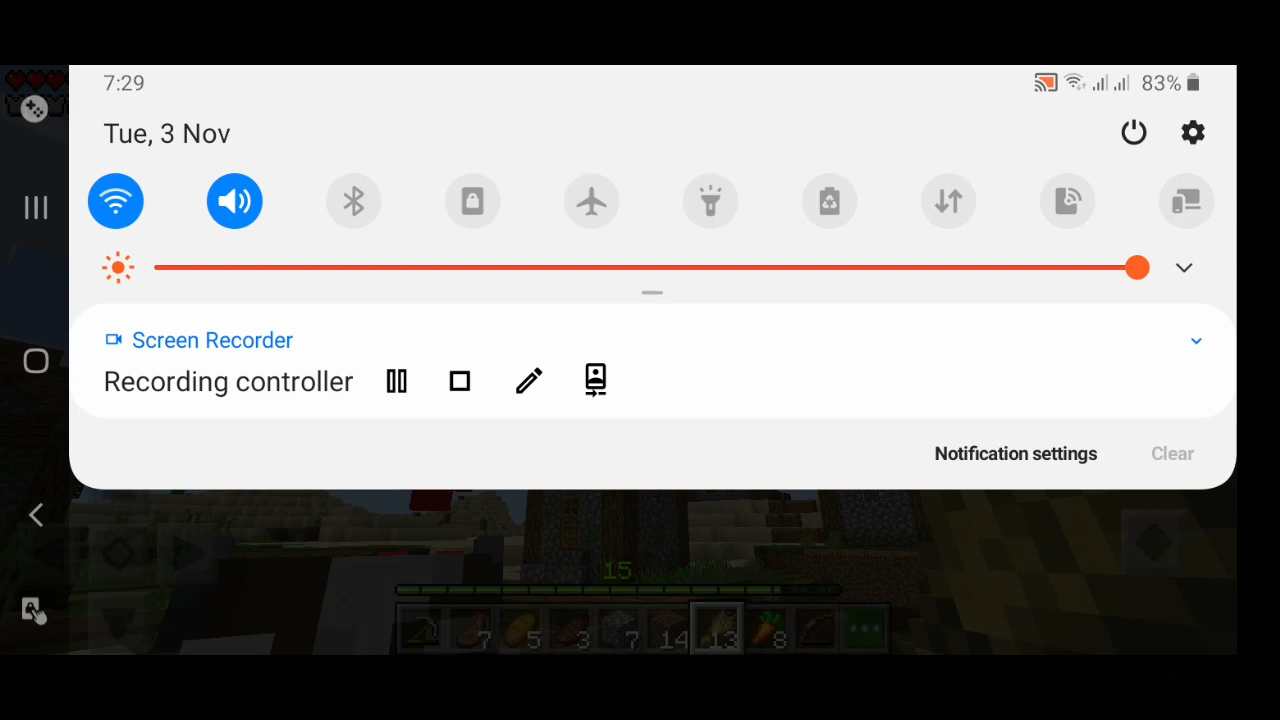 7:29 83%
Tue, 3 Nov
Screen Recorder
Recording controller
Notification settings Clear
15
7 5 3 7 14 13 8